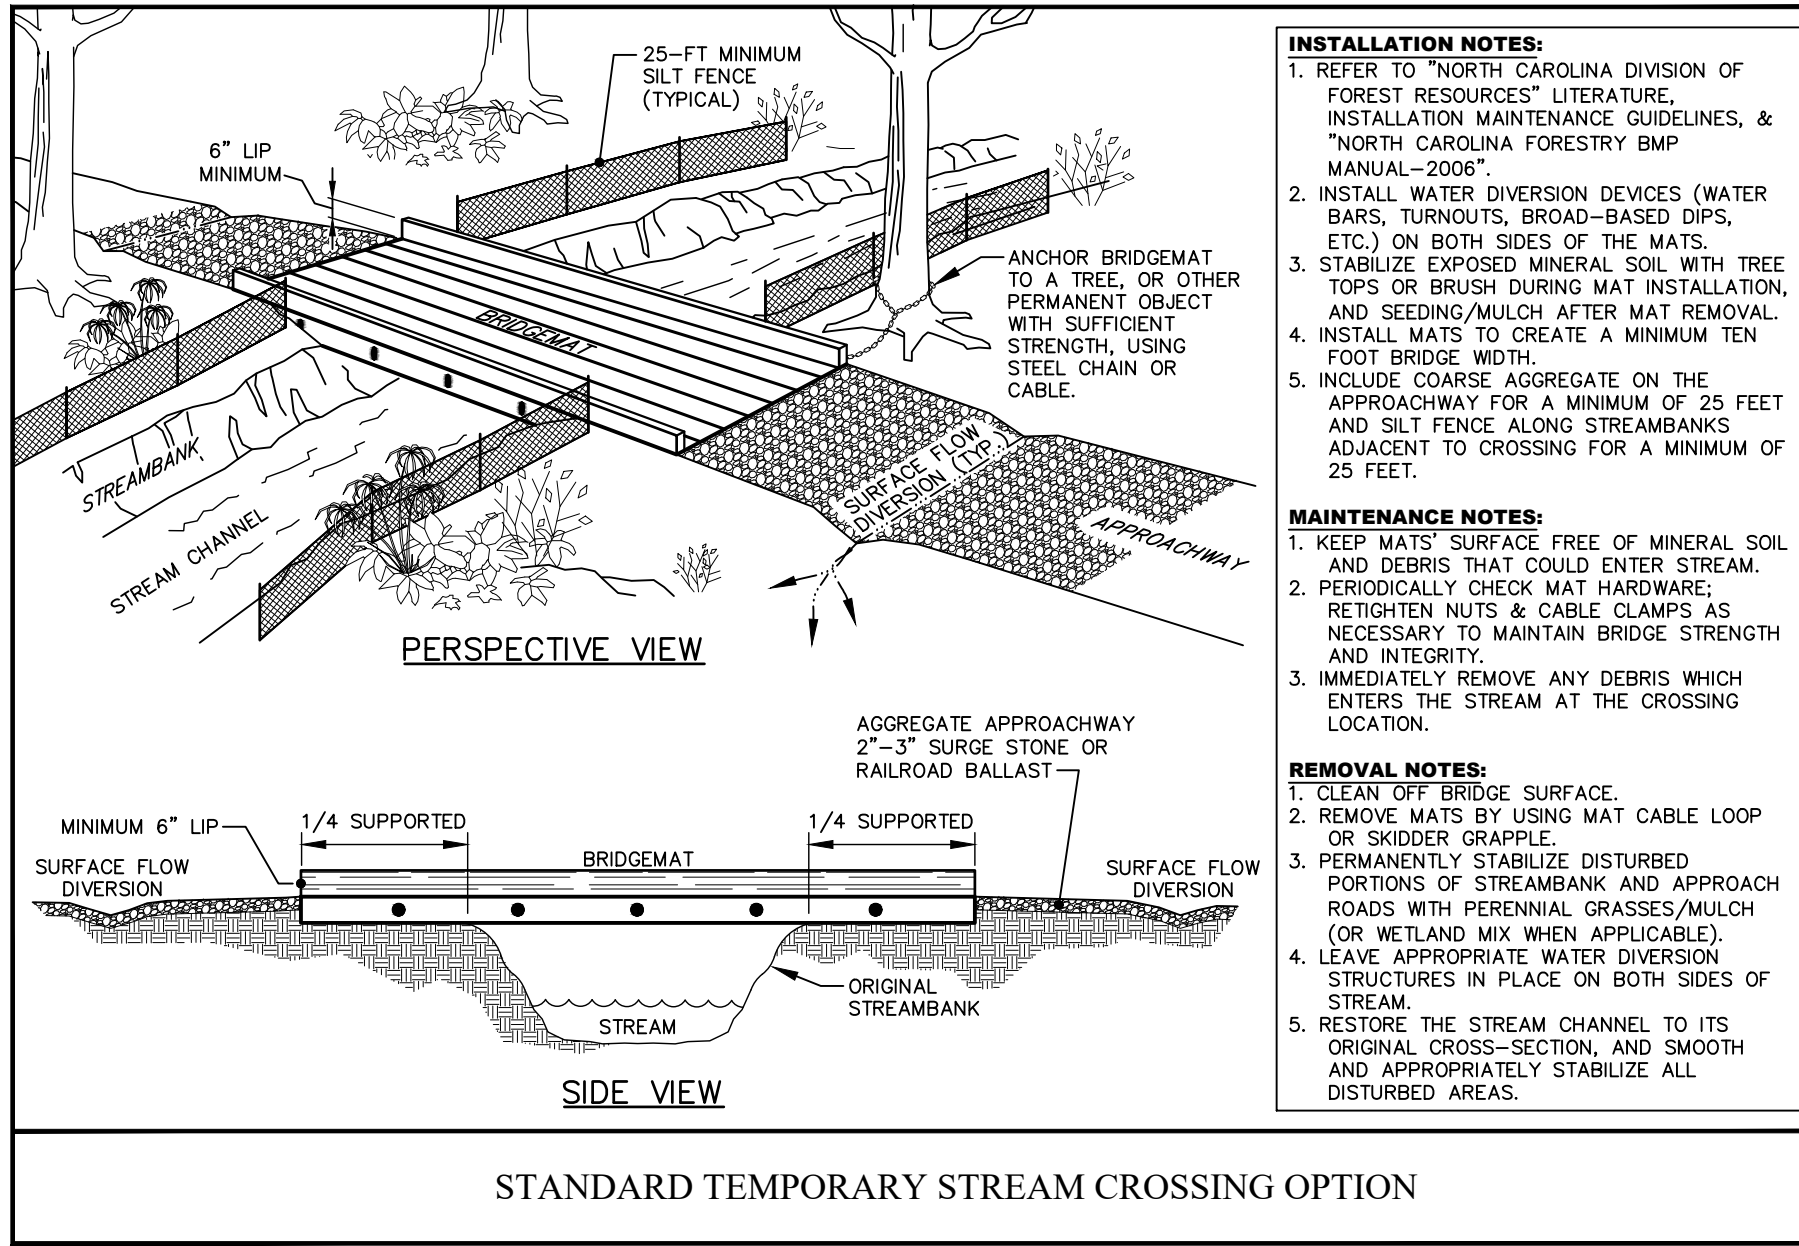 25-FT MINIMUM
SILT FENCE
(TYPICAL)
6" LIP
MINIMUM
ANCHOR BRIDGEMAT
TO A TREE, OR OTHER
PERMANENT OBJECT
WITH SUFFICIENT
STRENGTH, USING
STEEL CHAIN OR
CABLE.
BRIDGEMAT
STREAMBANK
STREAM CHANNEL
SURFACE FLOW
DIVERSION (TYP.)
APPROACHWAY
PERSPECTIVE VIEW
AGGREGATE APPROACHWAY
2"-3" SURGE STONE OR
RAILROAD BALLAST
MINIMUM 6" LIP
1/4 SUPPORTED
1/4 SUPPORTED
BRIDGEMAT
SURFACE FLOW
DIVERSION
SURFACE FLOW
DIVERSION
ORIGINAL
STREAMBANK
STREAM
SIDE VIEW
INSTALLATION NOTES:
1. REFER TO "NORTH CAROLINA DIVISION OF
FOREST RESOURCES" LITERATURE,
INSTALLATION MAINTENANCE GUIDELINES, &
"NORTH CAROLINA FORESTRY BMP
MANUAL-2006".
2. INSTALL WATER DIVERSION DEVICES (WATER
BARS, TURNOUTS, BROAD-BASED DIPS,
ETC.) ON BOTH SIDES OF THE MATS.
3. STABILIZE EXPOSED MINERAL SOIL WITH TREE
TOPS OR BRUSH DURING MAT INSTALLATION,
AND SEEDING/MULCH AFTER MAT REMOVAL.
4. INSTALL MATS TO CREATE A MINIMUM TEN
FOOT BRIDGE WIDTH.
5. INCLUDE COARSE AGGREGATE ON THE
APPROACHWAY FOR A MINIMUM OF 25 FEET
AND SILT FENCE ALONG STREAMBANKS
ADJACENT TO CROSSING FOR A MINIMUM OF
25 FEET.
MAINTENANCE NOTES:
1. KEEP MATS' SURFACE FREE OF MINERAL SOIL
AND DEBRIS THAT COULD ENTER STREAM.
2. PERIODICALLY CHECK MAT HARDWARE;
RETIGHTEN NUTS & CABLE CLAMPS AS
NECESSARY TO MAINTAIN BRIDGE STRENGTH
AND INTEGRITY.
3. IMMEDIATELY REMOVE ANY DEBRIS WHICH
ENTERS THE STREAM AT THE CROSSING
LOCATION.
REMOVAL NOTES:
1. CLEAN OFF BRIDGE SURFACE.
2. REMOVE MATS BY USING MAT CABLE LOOP
OR SKIDDER GRAPPLE.
3. PERMANENTLY STABILIZE DISTURBED
PORTIONS OF STREAMBANK AND APPROACH
ROADS WITH PERENNIAL GRASSES/MULCH
(OR WETLAND MIX WHEN APPLICABLE).
4. LEAVE APPROPRIATE WATER DIVERSION
STRUCTURES IN PLACE ON BOTH SIDES OF
STREAM.
5. RESTORE THE STREAM CHANNEL TO ITS
ORIGINAL CROSS-SECTION, AND SMOOTH
AND APPROPRIATELY STABILIZE ALL
DISTURBED AREAS.
STANDARD TEMPORARY STREAM CROSSING OPTION